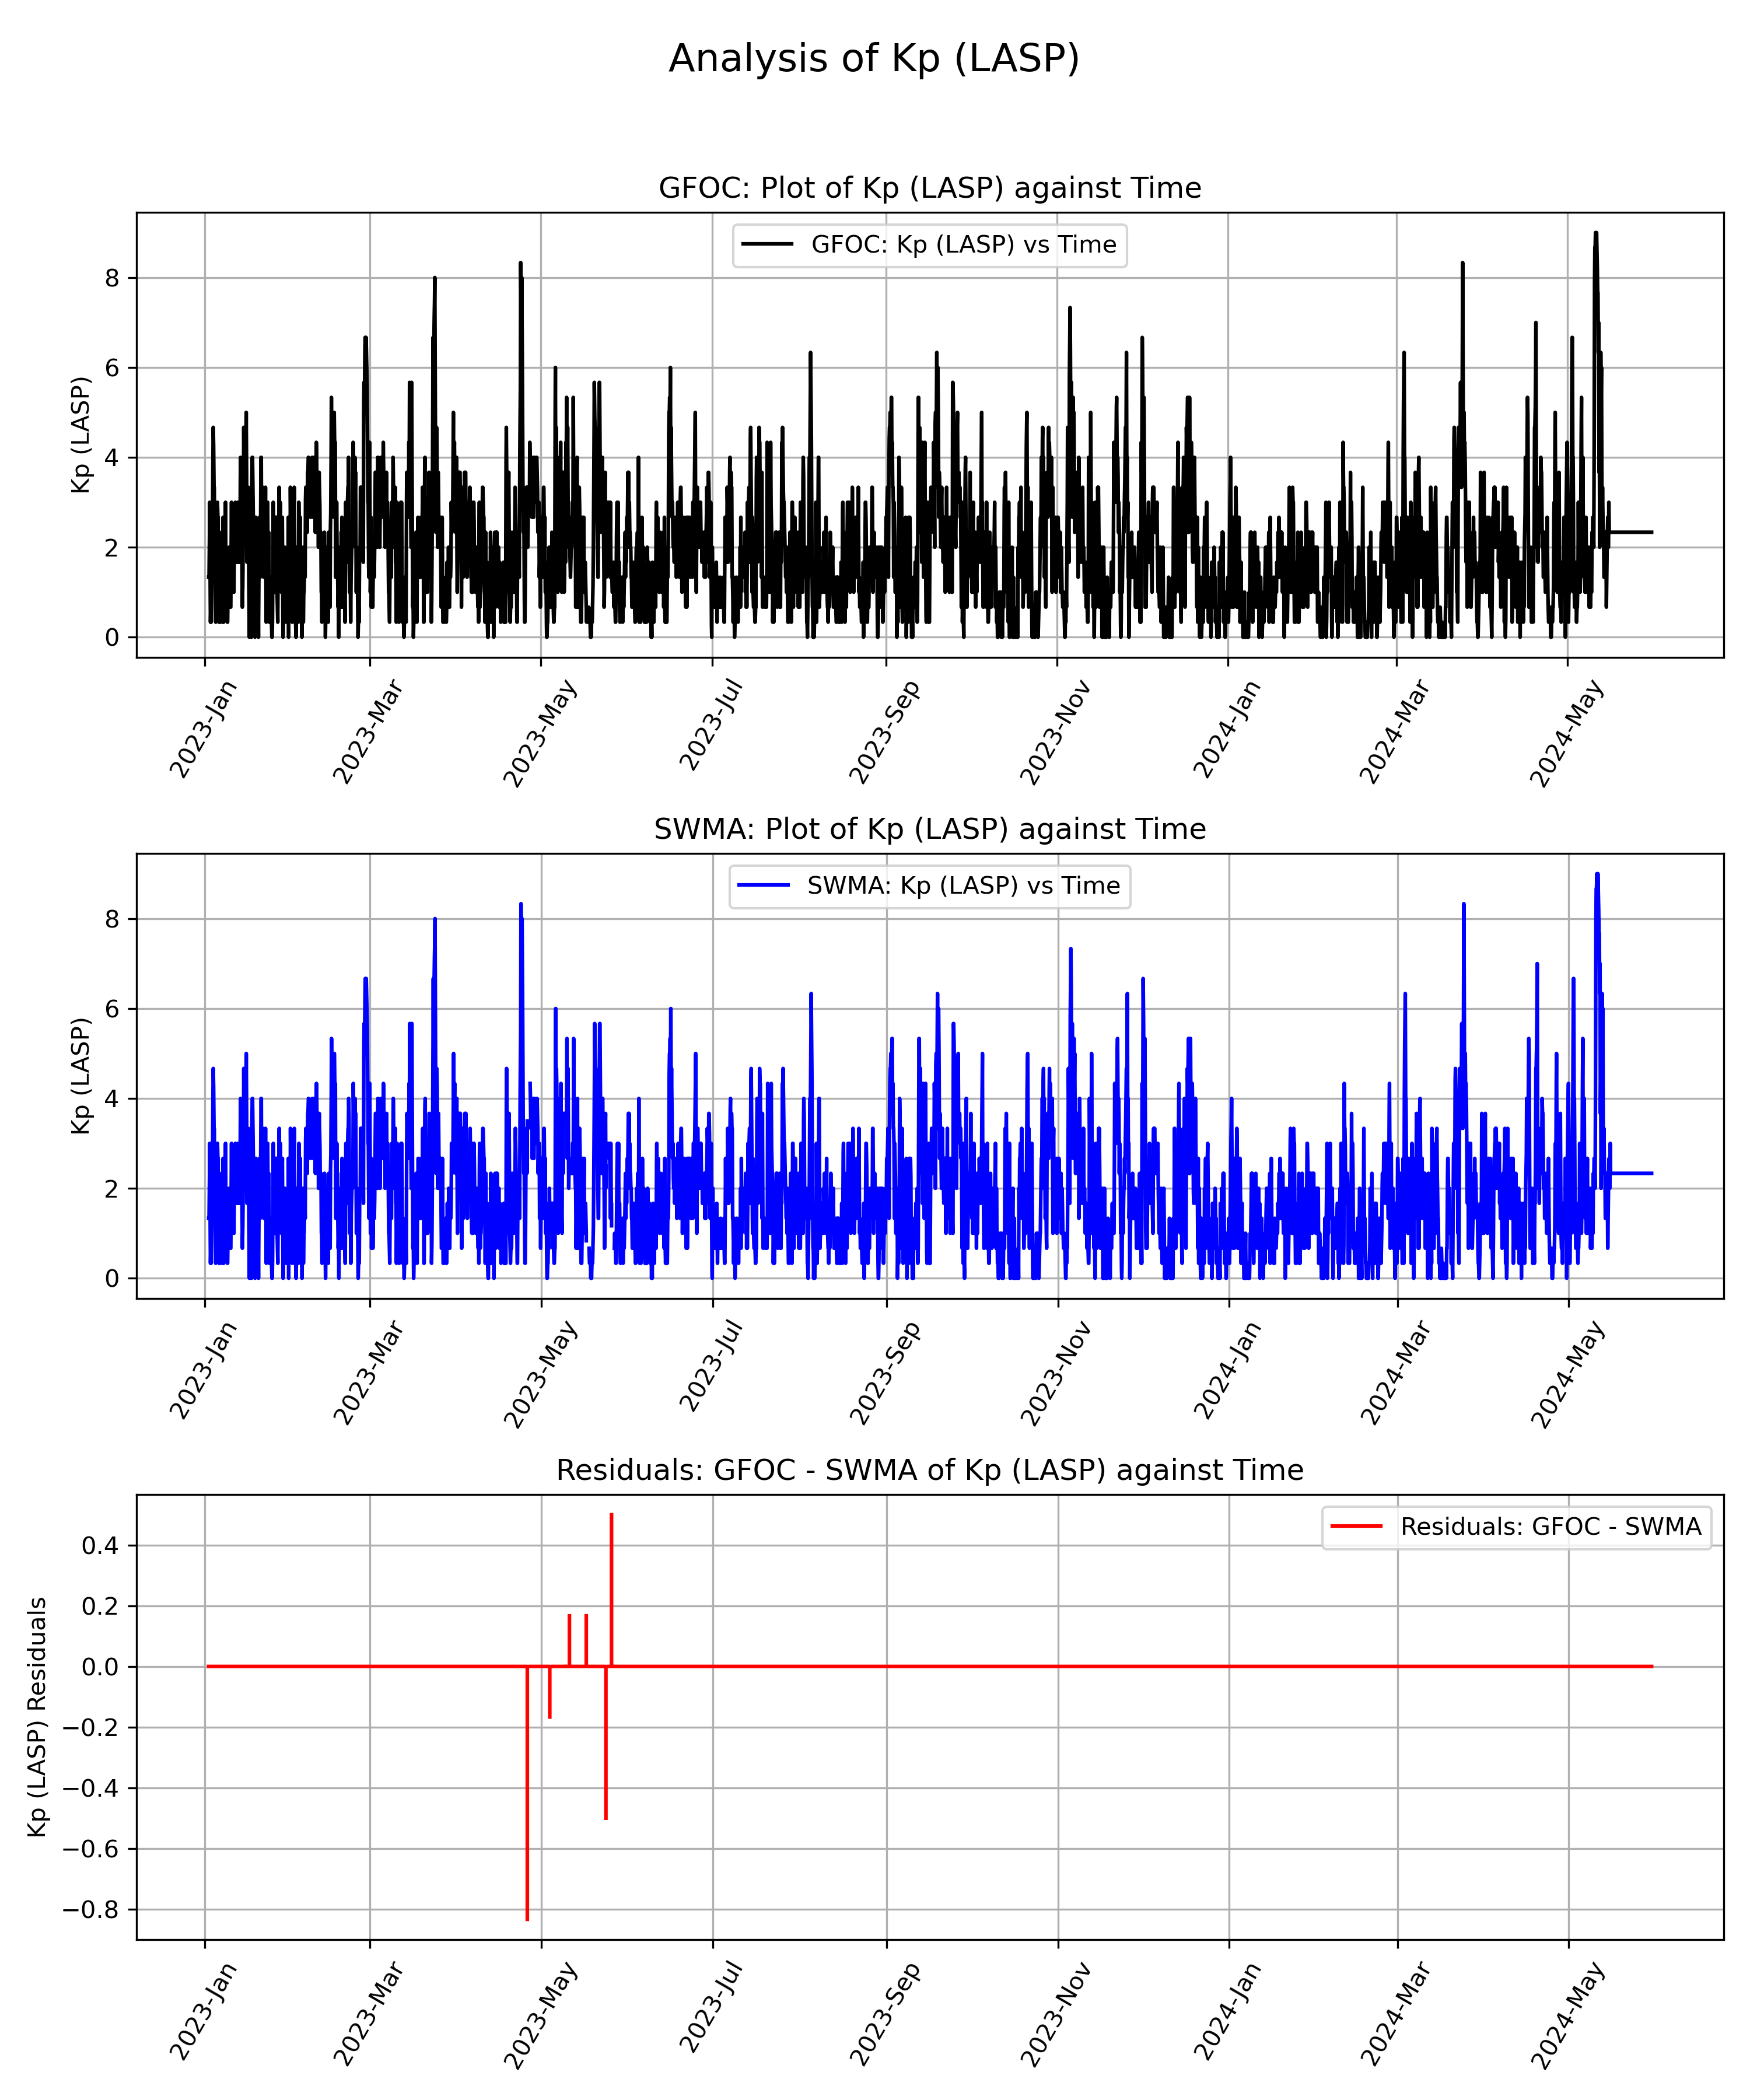 Analysis of Kp (LASP)
GFOC: Plot of Kp (LASP) against Time
GFOC: Kp (LASP) vs Time
Kp (LASP)
8
6
4
2
0
2023-Jan
2023-Mar
2023-May
2023-Jul
2023-Sep
2023-Nov
2024-Jan
2024-Mar
2024-May
SWMA: Plot of Kp (LASP) against Time
SWMA: Kp (LASP) vs Time
Kp (LASP)
8
6
4
2
0
2023-Jan
2023-Mar
2023-May
2023-Jul
2023-Sep
2023-Nov
2024-Jan
2024-Mar
2024-May
Residuals: GFOC - SWMA of Kp (LASP) against Time
Residuals: GFOC - SWMA
Kp (LASP) Residuals
0.4
0.2
0.0
−0.2
−0.4
−0.6
−0.8
2023-Jan
2023-Mar
2023-May
2023-Jul
2023-Sep
2023-Nov
2024-Jan
2024-Mar
2024-May